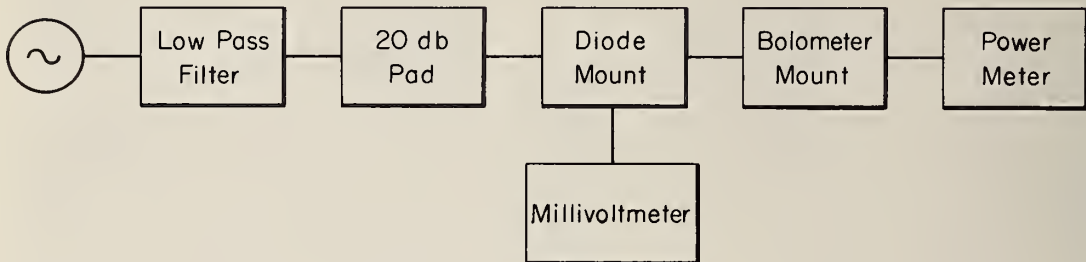 Low Pass
Filter
20 db
Pad
Diode
Mount
Bolometer
Mount
Power
Meter
Millivoltmeter